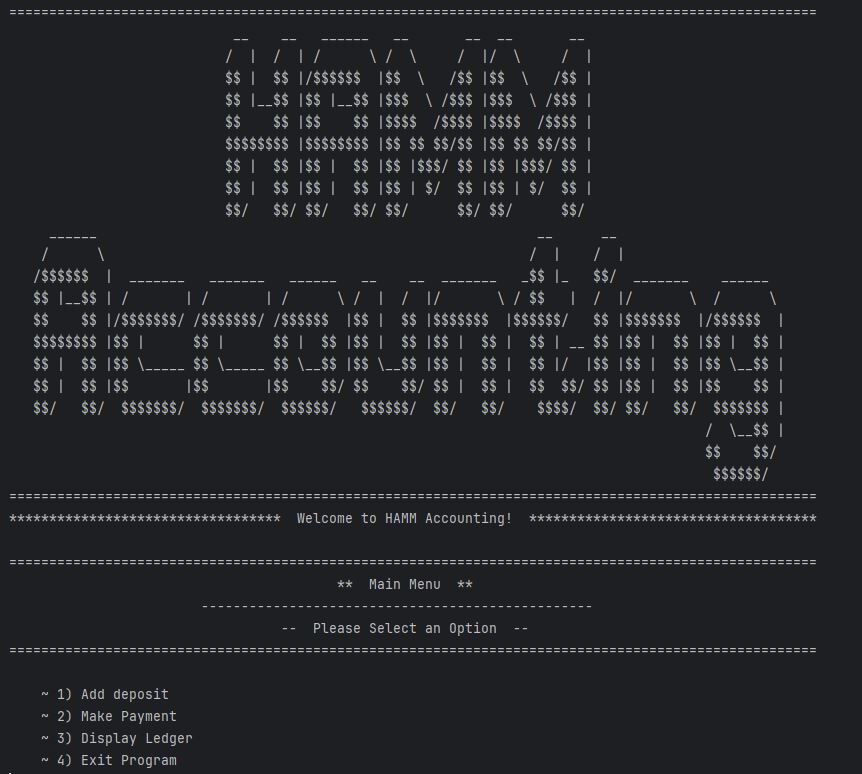 =====================================================================================================
                            __    __   ______   __       __  __       __
                           /  |  /  | /      \ /  \     /  |/  \     /  |
                           $$ |  $$ |/$$$$$$  |$$  \   /$$ |$$  \   /$$ |
                           $$ |__$$ |$$ |__$$ |$$$  \ /$$$ |$$$  \ /$$$ |
                           $$    $$ |$$    $$ |$$$$  /$$$$ |$$$$  /$$$$ |
                           $$$$$$$$ |$$$$$$$$ |$$ $$ $$/$$ |$$ $$ $$/$$ |
                           $$ |  $$ |$$ |  $$ |$$ |$$$/ $$ |$$ |$$$/ $$ |
                           $$ |  $$ |$$ |  $$ |$$ | $/  $$ |$$ | $/  $$ |
                           $$/   $$/ $$/   $$/ $$/      $$/ $$/      $$/
     ______                                                       __      __
    /      \                                                     /  |    /  |
   /$$$$$$  |  _______   _______   ______   __    __  _______   _$$ |_   $$/  _______    ______
   $$ |__$$ | /       | /       | /      \ /  |  /  |/       \ / $$   |  /  |/       \  /      \
   $$    $$ |/$$$$$$$/ /$$$$$$$/ /$$$$$$  |$$ |  $$ |$$$$$$$  |$$$$$$/   $$ |$$$$$$$  |/$$$$$$  |
   $$$$$$$$ |$$ |      $$ |      $$ |  $$ |$$ |  $$ |$$ |  $$ |  $$ | __ $$ |$$ |  $$ |$$ |  $$ |
   $$ |  $$ |$$ \_____ $$ \_____ $$ \__$$ |$$ \__$$ |$$ |  $$ |  $$ |/  |$$ |$$ |  $$ |$$ \__$$ |
   $$ |  $$ |$$       |$$       |$$    $$/ $$    $$/ $$ |  $$ |  $$  $$/ $$ |$$ |  $$ |$$    $$ |
   $$/   $$/  $$$$$$$/  $$$$$$$/  $$$$$$/   $$$$$$/  $$/   $$/    $$$$/  $$/ $$/   $$/  $$$$$$$ |
                                                                                       /  \__$$ |
                                                                                       $$    $$/
                                                                                        $$$$$$/
=====================================================================================================
**********************************  Welcome to HAMM Accounting!  ************************************
=====================================================================================================
                                         **  Main Menu  **
                        -------------------------------------------------
                                  --  Please Select an Option  --
=====================================================================================================
    ~ 1) Add deposit
    ~ 2) Make Payment
    ~ 3) Display Ledger
    ~ 4) Exit Program